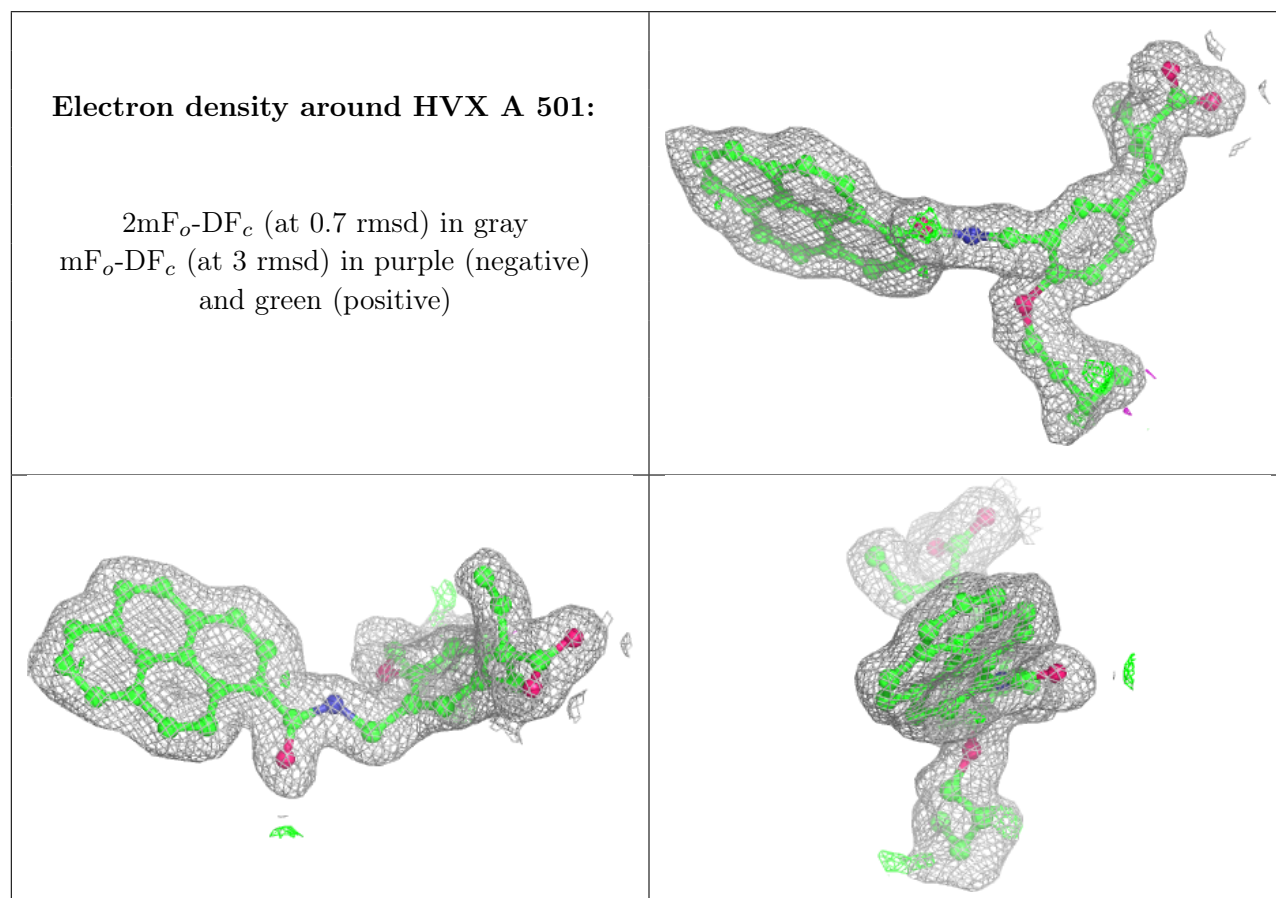 Electron density around HVX A 501:
2mFo-DFc (at 0.7 rmsd) in gray
mFo-DFc (at 3 rmsd) in purple (negative)
and green (positive)